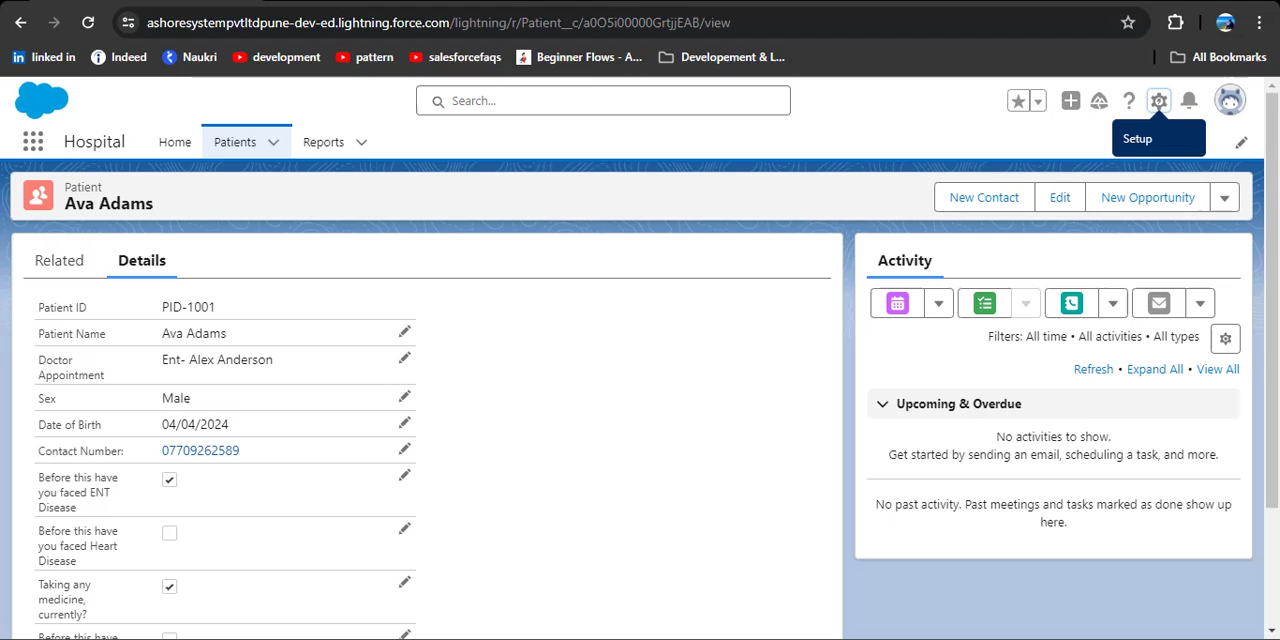 ashoresystempvtltdpune-dev-ed.lightning.force.com/lightning/r/Patient__c/a0O5i00000GrtjjEAB/view
linked in Indeed Naukri development pattern salesforcefaqs Beginner Flows - A... Developement & L... All Bookmarks
Search...
Setup
Hospital Home Patients Reports
Patient
Ava Adams
New Contact Edit New Opportunity
Related Details
Patient ID PID-1001
Patient Name Ava Adams
Doctor Appointment Ent- Alex Anderson
Sex Male
Date of Birth 04/04/2024
Contact Number: 07709262589
Before this have
you faced ENT
Disease
Before this have
you faced Heart
Disease
Taking any
medicine,
currently?
Before this have
Activity
Filters: All time • All activities • All types
Refresh • Expand All • View All
Upcoming & Overdue
No activities to show.
Get started by sending an email, scheduling a task, and more.
No past activity. Past meetings and tasks marked as done show up
here.